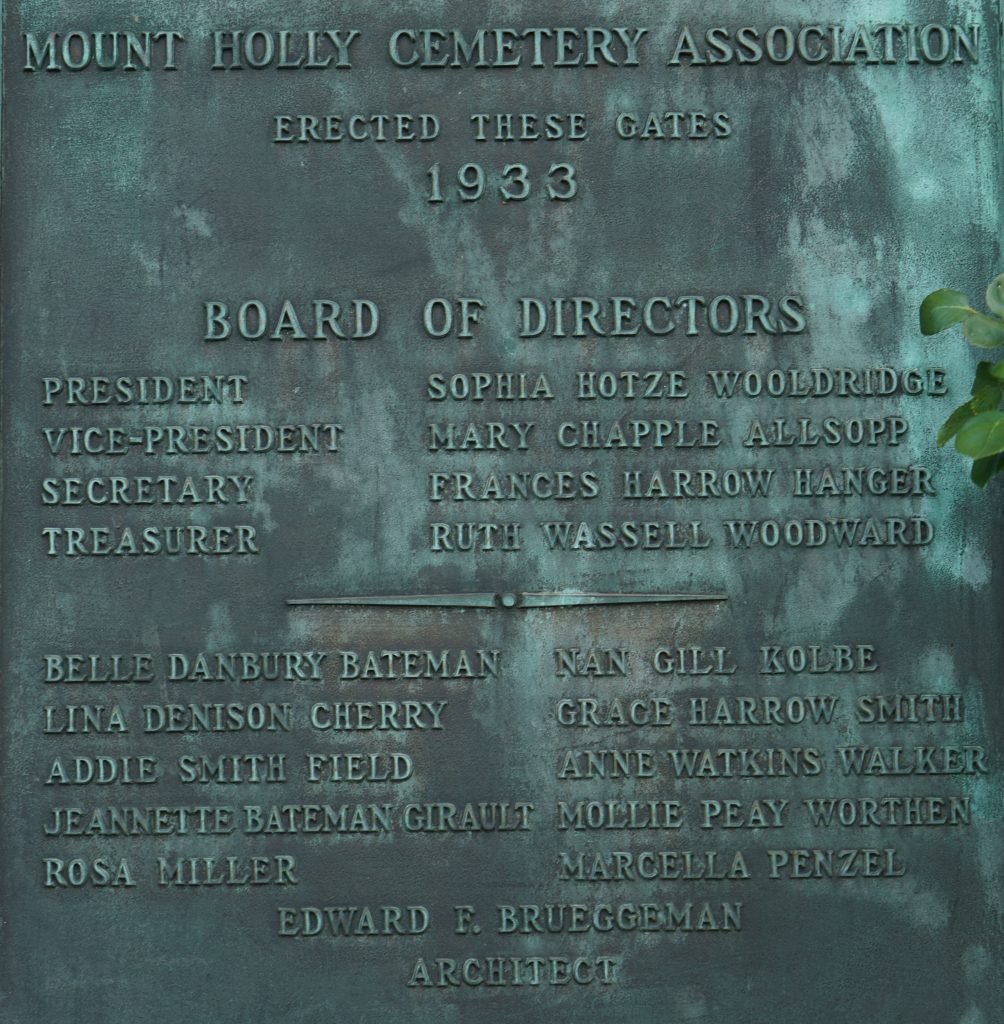 MOUNT HOLLY CEMETERY ASSOCIATION
ERECTED THESE GATES
1933
BOARD OF DIRECTORS
PRESIDENT SOPHIA HOTZE WOOLDRIDGE
VICE-PRESIDENT MARY CHAPPLE ALLSOPP
SECRETARY FRANCES HARROW HANGER
TREASURER RUTH WASSELL WOODWARD
BELLE DANBURY BATEMAN NAN GILL KOLBE
LINA DENISON CHERRY GRACE HARROW SMITH
ADDIE SMITH FIELD ANNE WATKINS WALKER
JEANNETTE BATEMAN GIRAULT MOLLIE PEAY WORTHEN
ROSA MILLER MARCELLA PENZEL
EDWARD F. BRUEGGEMAN
ARCHITECT